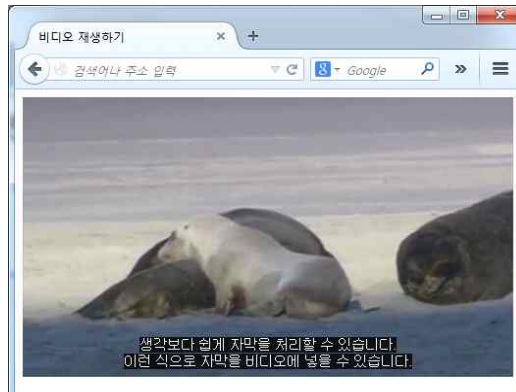 비디오 재생하기
검색어나 주소 입력
Google
생각보다 쉽게 자막을 처리할 수 있습니다.
이런 식으로 자막을 비디오에 넣을 수 있습니다.